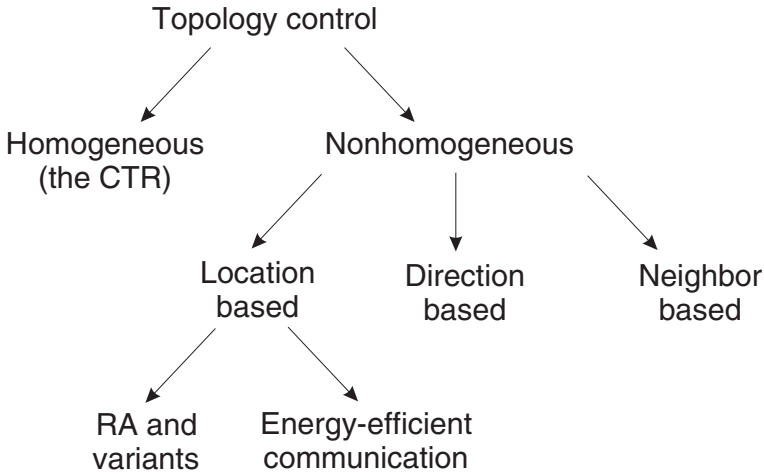 Topology control
Homogeneous
(the CTR)
Nonhomogeneous
Location
based
Direction
based
Neighbor
based
RA and
variants
Energy-efficient
communication